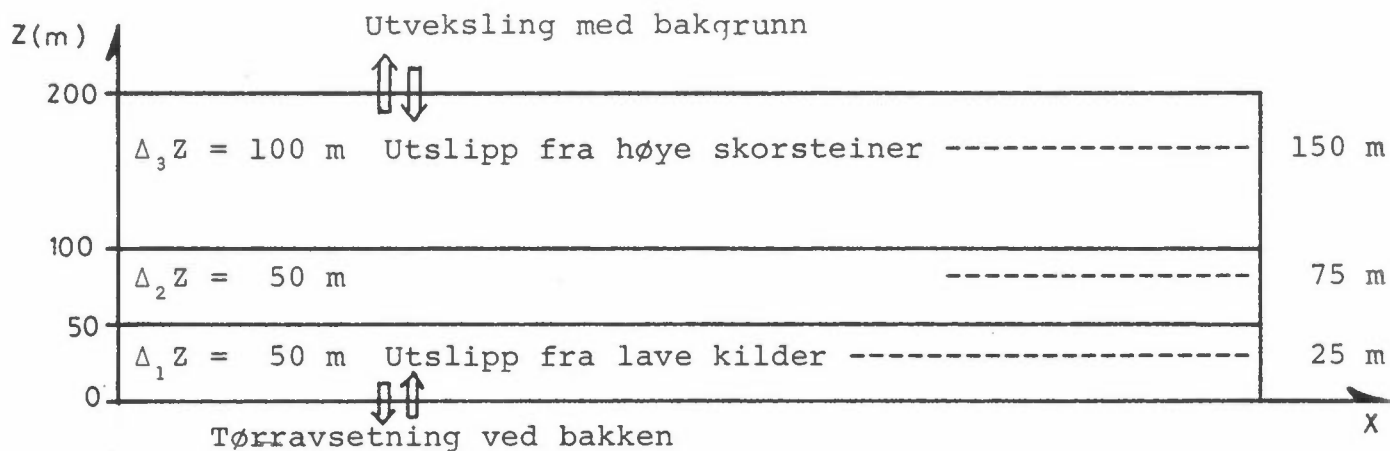 Utveksling med bakgrunn
Z(m)
200
Δ₃Z = 100 m Utslipp fra høye skorsteiner 150 m
100
Δ₂Z = 50 m 75 m
50
Δ₁Z = 50 m Utslipp fra lave kilder 25 m
0
X
Tørravsetning ved bakken